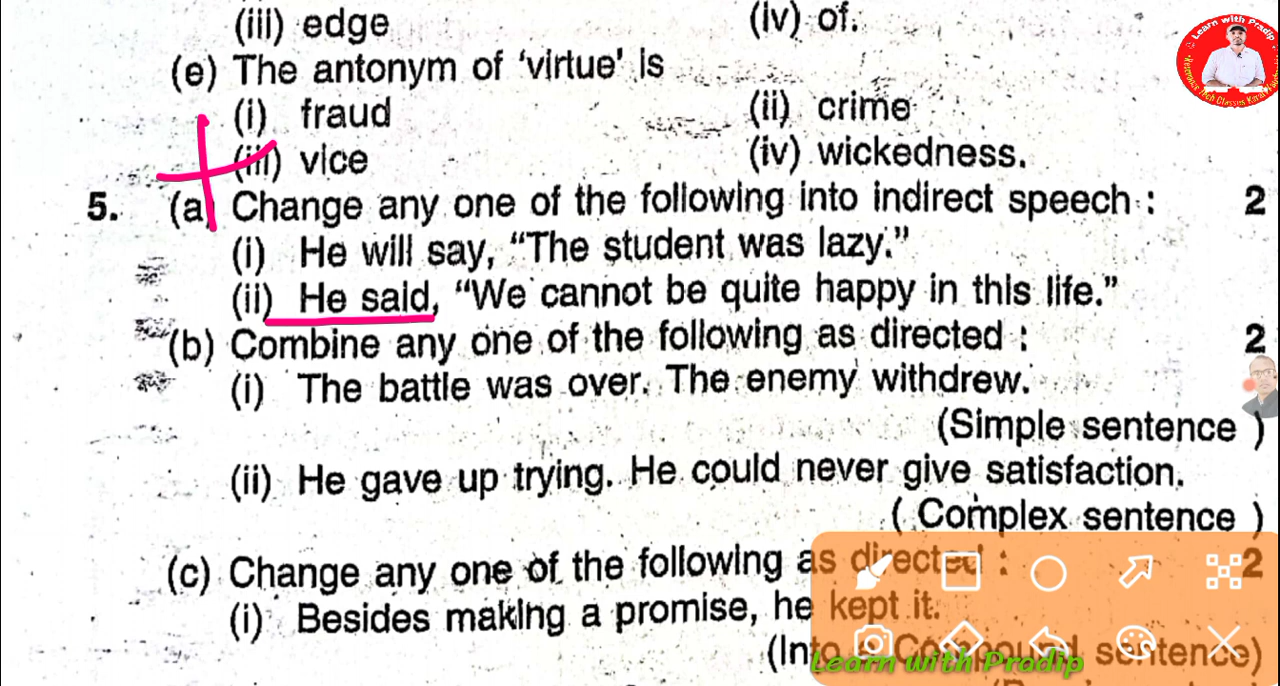 (iii) edge (iv) of.
(e) The antonym of 'virtue' is
(i) fraud (ii) crime
(iii) vice (iv) wickedness.
5. (a) Change any one of the following into indirect speech : 2
(i) He will say, "The student was lazy."
(ii) He said, "We cannot be quite happy in this life."
(b) Combine any one of the following as directed : 2
(i) The battle was over. The enemy withdrew.
(Simple sentence )
(ii) He gave up trying. He could never give satisfaction.
( Complex sentence )
(c) Change any one of the following as directed : 2
(i) Besides making a promise, he kept it.
(Into a Compound sentence)
Learn with Prodip
Learn with Pradip